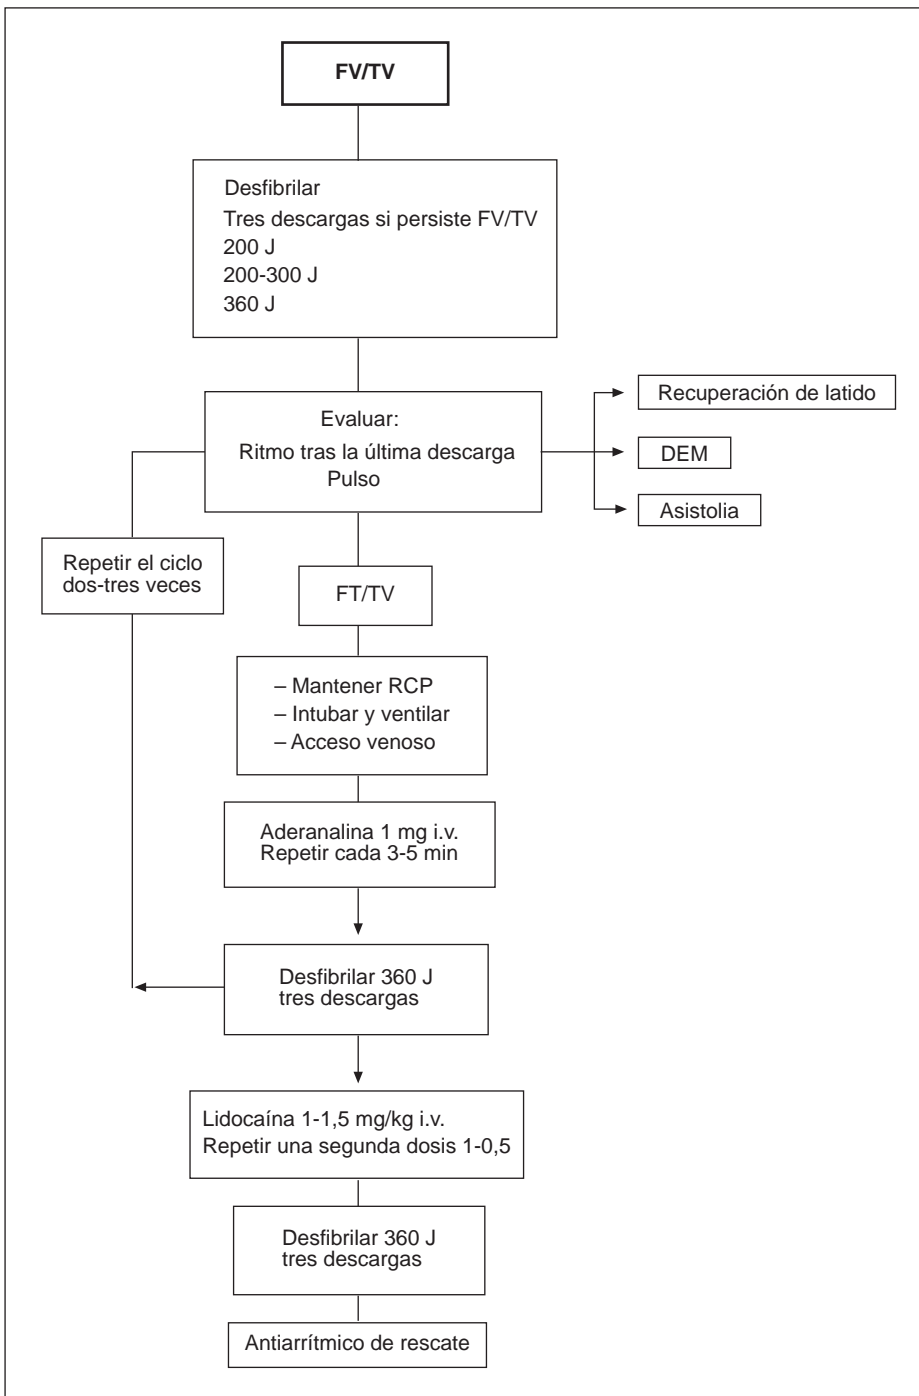 FV/TV
Desfibrilar
Tres descargas si persiste FV/TV
200 J
200-300 J
360 J
Evaluar:
Ritmo tras la última descarga
Pulso
Recuperación de latido
DEM
Asistolia
Repetir el ciclo
dos-tres veces
FT/TV
– Mantener RCP
– Intubar y ventilar
– Acceso venoso
Aderanalina 1 mg i.v.
Repetir cada 3-5 min
Desfibrilar 360 J
tres descargas
Lidocaína 1-1,5 mg/kg i.v.
Repetir una segunda dosis 1-0,5
Desfibrilar 360 J
tres descargas
Antiarrítmico de rescate